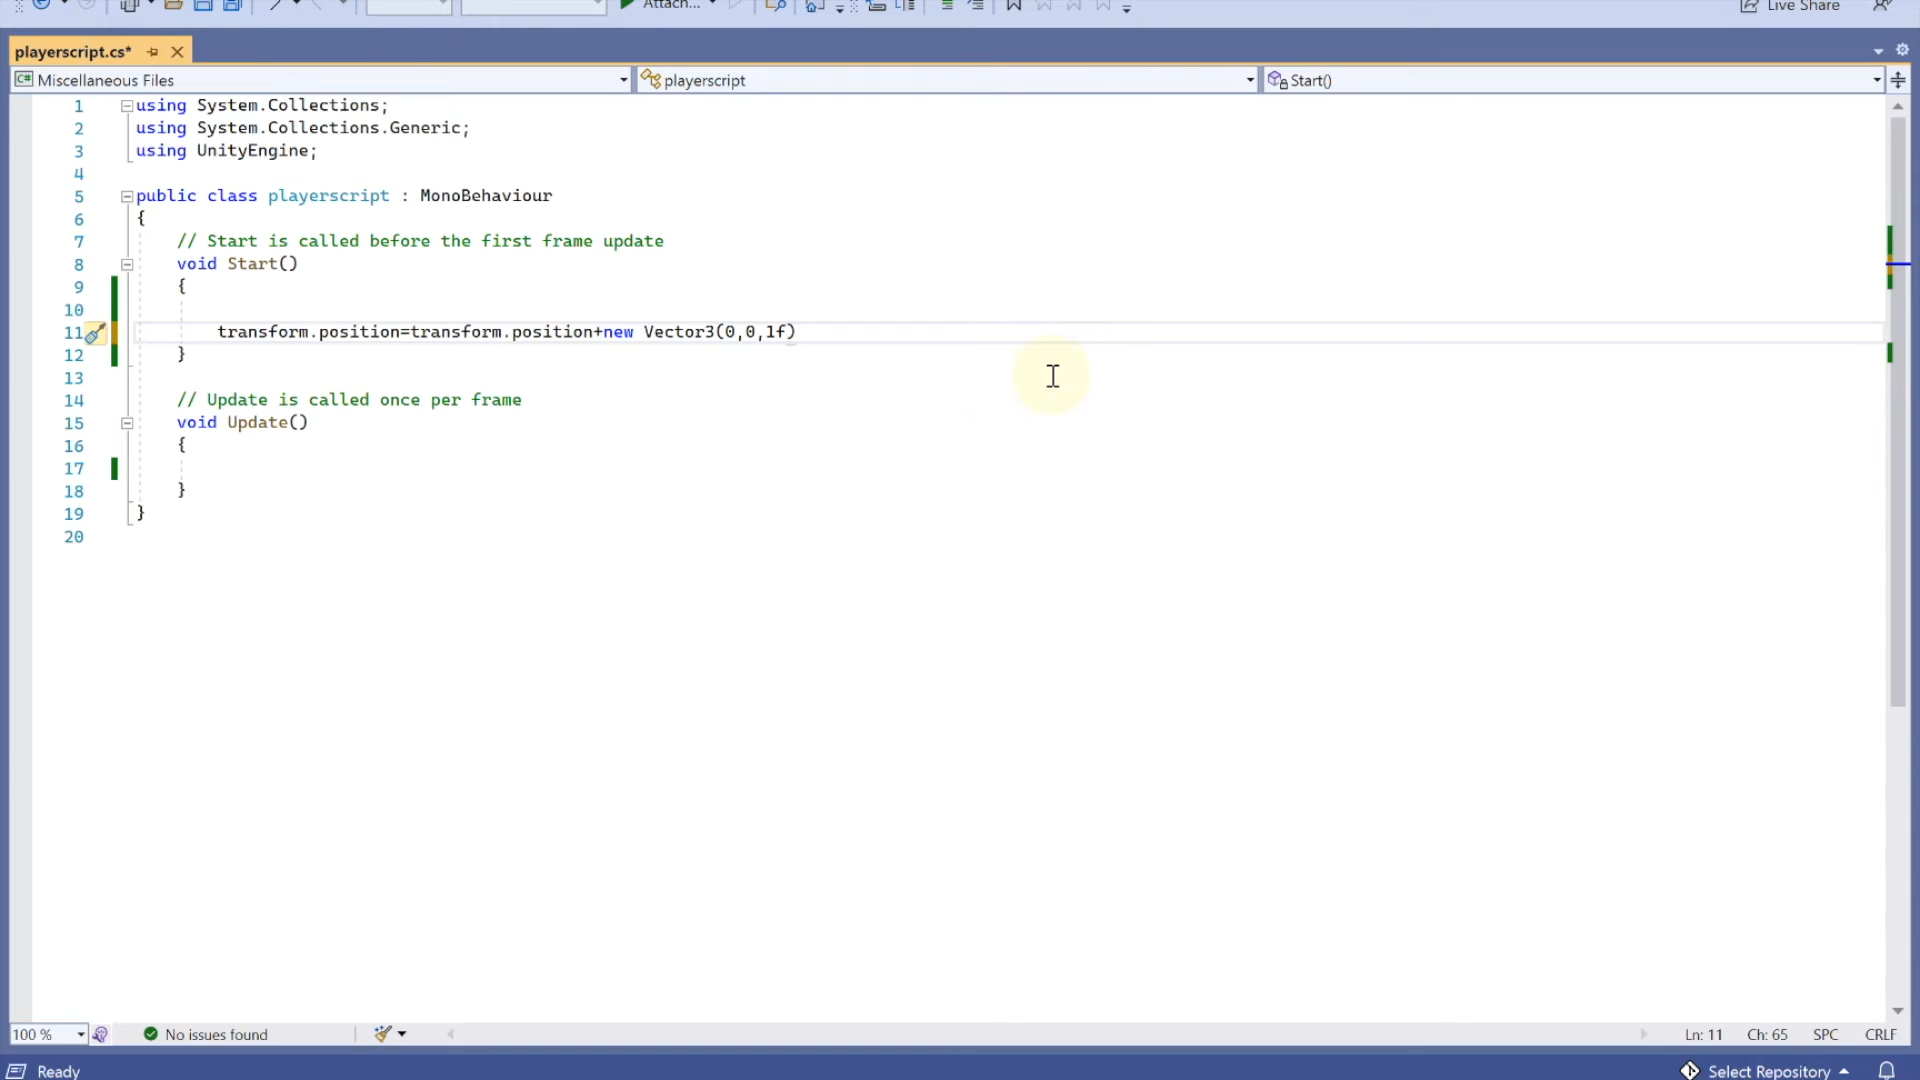 Attach...
Live Share
playerscript.cs*
C# Miscellaneous Files
playerscript
Start()
1 using System.Collections;
2 using System.Collections.Generic;
3 using UnityEngine;
4
5 public class playerscript : MonoBehaviour
6 {
7 // Start is called before the first frame update
8 void Start()
9 {
10
11 transform.position=transform.position+new Vector3(0,0,1f)
12 }
13
14 // Update is called once per frame
15 void Update()
16 {
17
18 }
19 }
20
100 %
No issues found
Ln: 11 Ch: 65 SPC CRLF
Ready
Select Repository